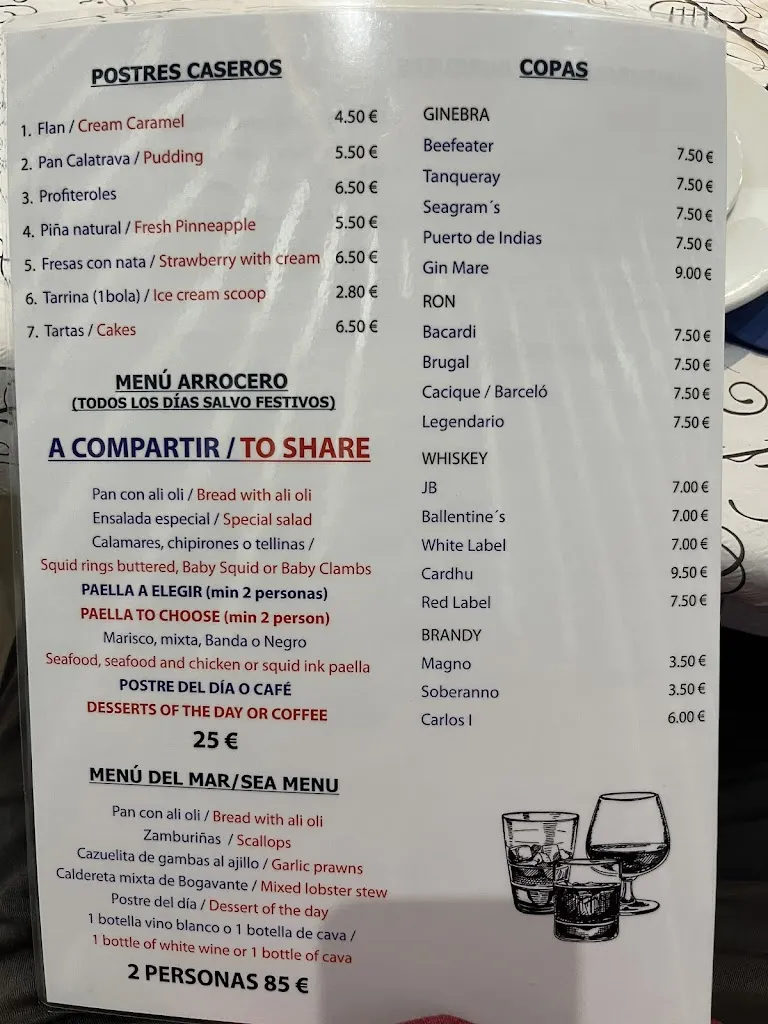 POSTRES CASEROS
1. Flan / Cream Caramel 4.50 €
2. Pan Calatrava / Pudding 5.50 €
3. Profiteroles 6.50 €
4. Piña natural / Fresh Pinneapple 5.50 €
5. Fresas con nata / Strawberry with cream 6.50 €
6. Tarrina (1bola) / Ice cream scoop 2.80 €
7. Tartas / Cakes 6.50 €
MENÚ ARROCERO
(TODOS LOS DÍAS SALVO FESTIVOS)
A COMPARTIR / TO SHARE
Pan con ali oli / Bread with ali oli
Ensalada especial / Special salad
Calamares, chipirones o tellinas /
Squid rings buttered, Baby Squid or Baby Clambs
PAELLA A ELEGIR (min 2 personas)
PAELLA TO CHOOSE (min 2 person)
Marisco, mixta, Banda o Negro
Seafood, seafood and chicken or squid ink paella
POSTRE DEL DÍA O CAFÉ
DESSERTS OF THE DAY OR COFFEE
25 €
MENÚ DEL MAR/SEA MENU
Pan con ali oli / Bread with ali oli
Zamburiñas / Scallops
Cazuelita de gambas al ajillo / Garlic prawns
Caldereta mixta de Bogavante / Mixed lobster stew
Postre del día / Dessert of the day
1 botella vino blanco o 1 botella de cava /
1 bottle of white wine or 1 bottle of cava
2 PERSONAS 85 €
COPAS
GINEBRA
Beefeater 7.50 €
Tanqueray 7.50 €
Seagram´s 7.50 €
Puerto de Indias 7.50 €
Gin Mare 9.00 €
RON
Bacardi 7.50 €
Brugal 7.50 €
Cacique / Barceló 7.50 €
Legendario 7.50 €
WHISKEY
JB 7.00 €
Ballentine´s 7.00 €
White Label 7.00 €
Cardhu 9.50 €
Red Label 7.50 €
BRANDY
Magno 3.50 €
Soberanno 3.50 €
Carlos I 6.00 €